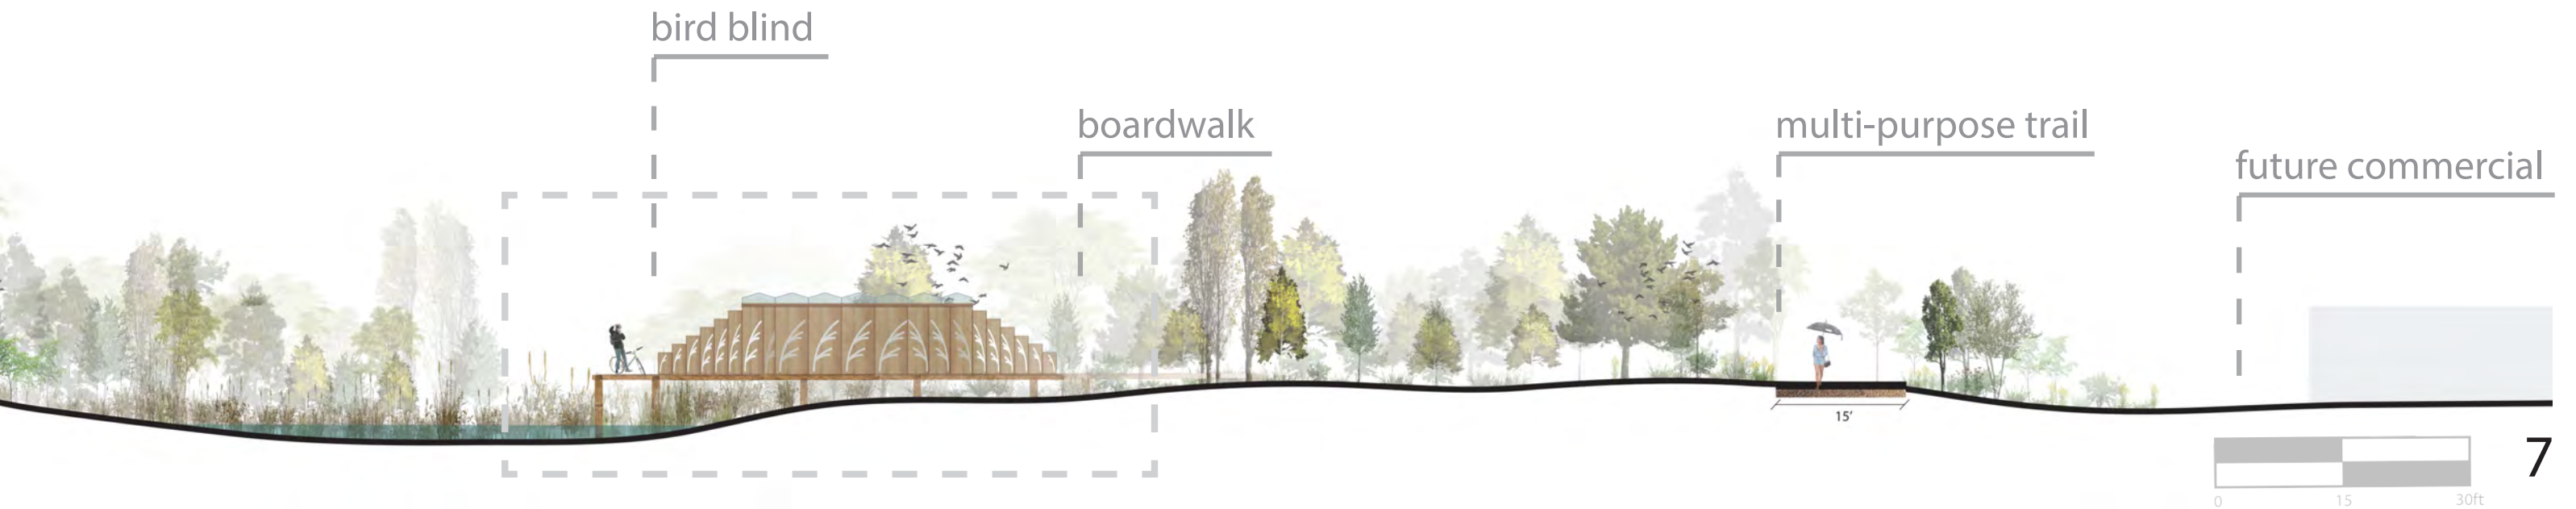 bird blind
boardwalk
multi-purpose trail
future commercial
15'
7
0 15 30ft